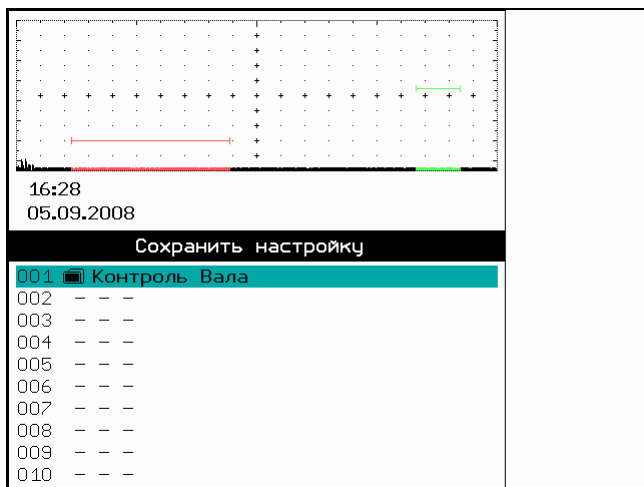 16:28
05.09.2008
Сохранить настройку
001 Контроль Вала
002 – – –
003 – – –
004 – – –
005 – – –
006 – – –
007 – – –
008 – – –
009 – – –
010 – – –